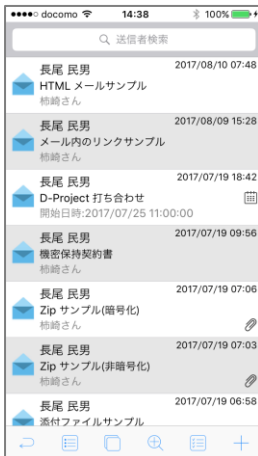 docomo 14:38 100%
送信者検索
長尾 民男 2017/08/10 07:48
HTML メールサンプル
柿崎さん
長尾 民男 2017/08/09 15:28
メール内のリンクサンプル
柿崎さん
長尾 民男 2017/07/19 18:42
D-Project 打ち合わせ
開始日時:2017/07/25 11:00:00
長尾 民男 2017/07/19 09:56
機密保持契約書
柿崎さん
長尾 民男 2017/07/19 07:06
Zip サンプル(暗号化)
柿崎さん
長尾 民男 2017/07/19 07:03
Zip サンプル(非暗号化)
柿崎さん
長尾 民男 2017/07/19 06:58
添付ファイルサンプル